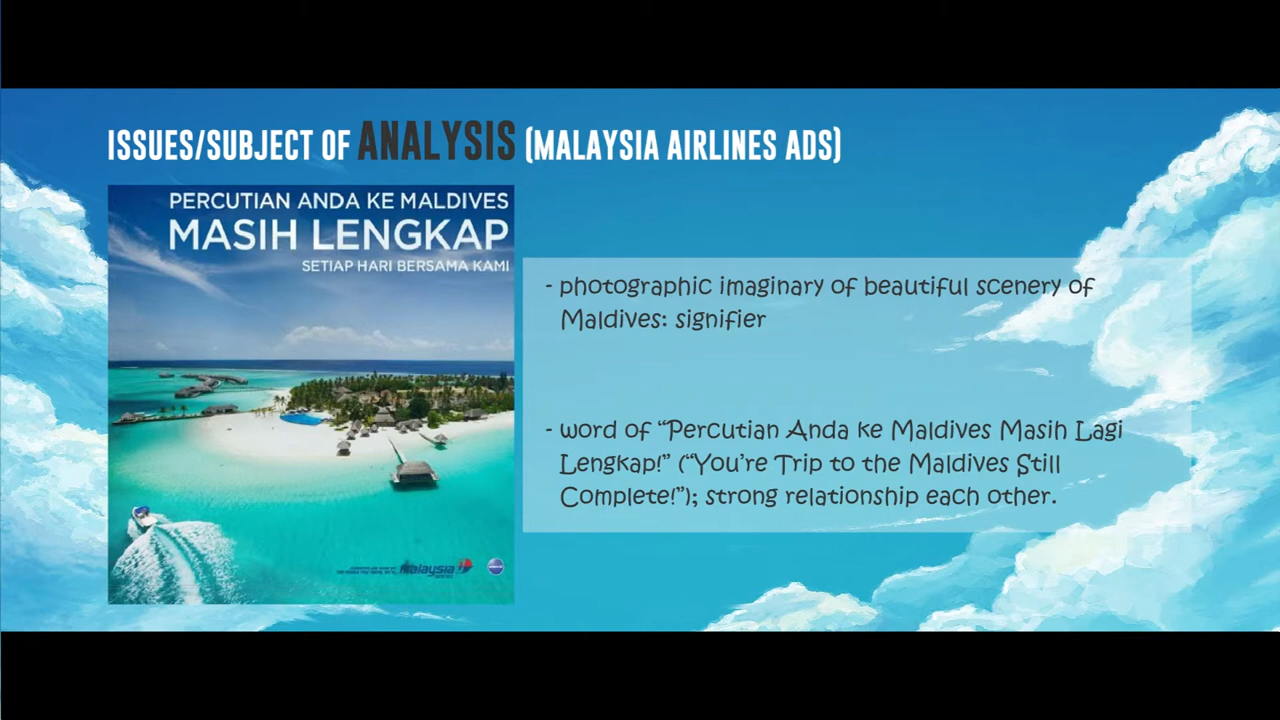 ISSUES/SUBJECT OF ANALYSIS (MALAYSIA AIRLINES ADS)
PERCUTIAN ANDA KE MALDIVES
MASIH LENGKAP
SETIAP HARI BERSAMA KAMI
malaysia
- photographic imaginary of beautiful scenery of
Maldives: signifier
- word of “Percutian Anda ke Maldives Masih Lagi
Lengkap!” (“You’re Trip to the Maldives Still
Complete!”); strong relationship each other.